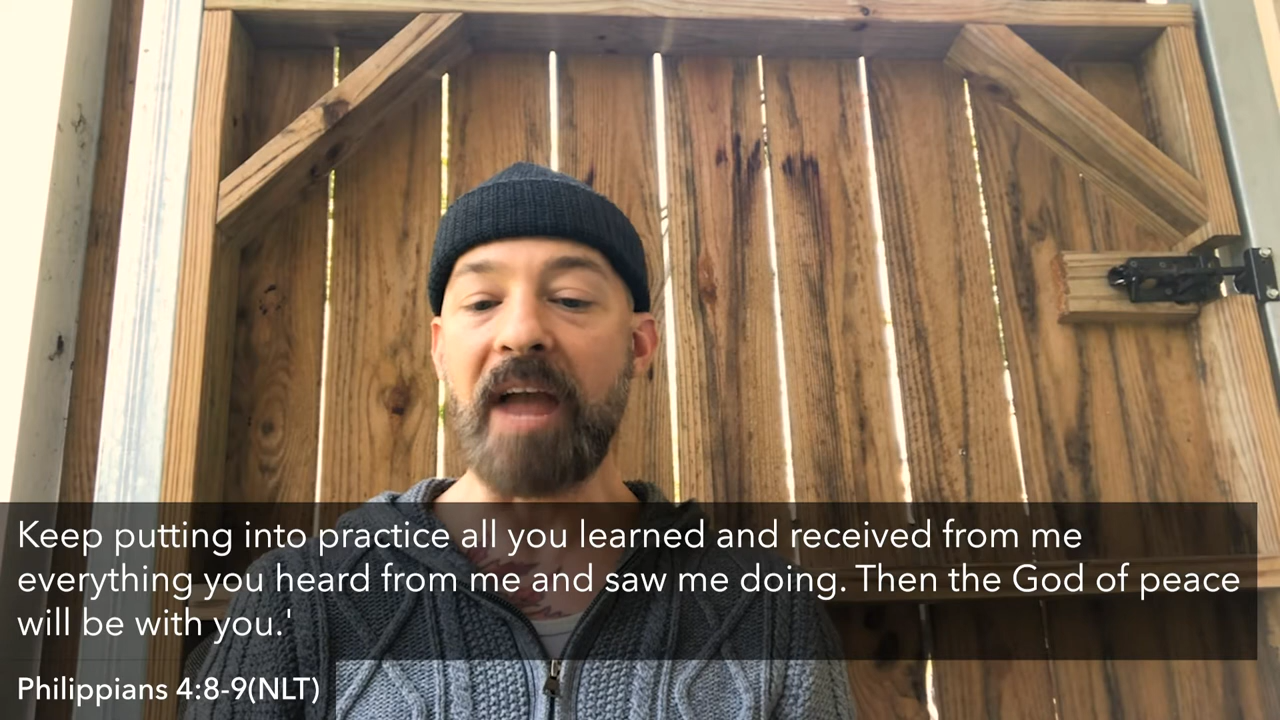 Keep putting into practice all you learned and received from me
everything you heard from me and saw me doing. Then the God of peace
will be with you.'
Philippians 4:8-9(NLT)